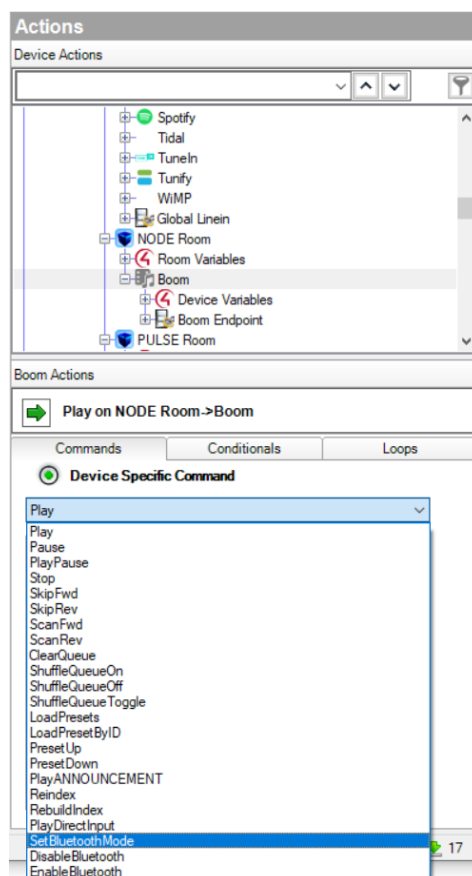 Actions
Device Actions
Spotify
Tidal
TuneIn
Tunify
WiMP
Global Linein
NODE Room
Room Variables
Boom
Device Variables
Boom Endpoint
PULSE Room
Boom Actions
Play on NODE Room->Boom
Commands Conditionals Loops
Device Specific Command
Play
Play
Pause
PlayPause
Stop
SkipFwd
SkipRev
ScanFwd
ScanRev
ClearQueue
ShuffleQueueOn
ShuffleQueueOff
ShuffleQueueToggle
LoadPresets
LoadPresetByID
PresetUp
PresetDown
PlayANNOUNCEMENT
Reindex
RebuildIndex
PlayDirectInput
SetBluetoothMode
17
DisableBluetooth
EnableBluetooth